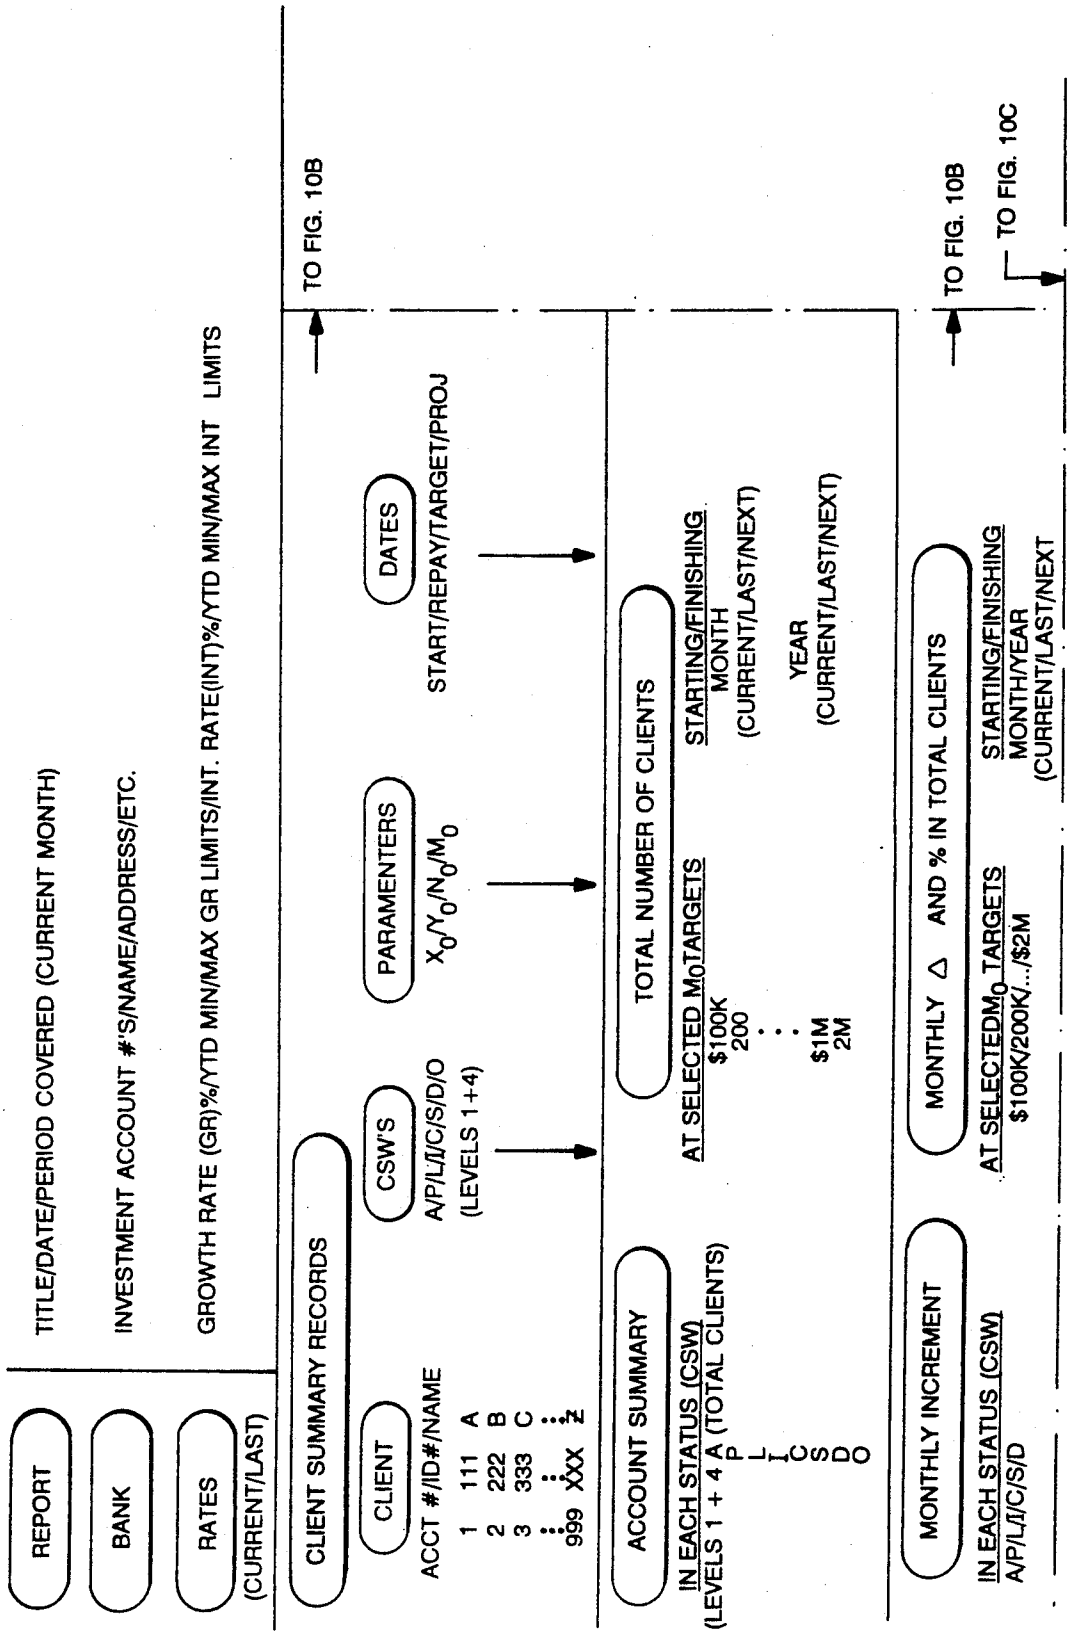 REPORT
TITLE/DATE/PERIOD COVERED (CURRENT MONTH)
BANK
INVESTMENT ACCOUNT #'S/NAME/ADDRESS/ETC.
RATES
(CURRENT/LAST)
GROWTH RATE (GR)%/YTD MIN/MAX GR LIMITS/INT. RATE(INT)%/YTD MIN/MAX INT LIMITS
CLIENT SUMMARY RECORDS
TO FIG. 10B
CLIENT
CSW'S
PARAMENTERS
DATES
ACCT #/ID#/NAME
A/P/L/I/C/S/D/O
(LEVELS 1+4)
X0/Y0/N0/M0
START/REPAY/TARGET/PROJ
1 111 A
2 222 B
3 333 C
999 XXX Z
ACCOUNT SUMMARY
TOTAL NUMBER OF CLIENTS
IN EACH STATUS (CSW)
(LEVELS 1 + 4 A (TOTAL CLIENTS)
P
L
I
C
S
D
O
AT SELECTED M0TARGETS
$100K
200
$1M
2M
STARTING/FINISHING
MONTH
(CURRENT/LAST/NEXT)
YEAR
(CURRENT/LAST/NEXT)
MONTHLY INCREMENT
MONTHLY △ AND % IN TOTAL CLIENTS
TO FIG. 10B
IN EACH STATUS (CSW)
A/P/L/I/C/S/D
AT SELECTEDM0 TARGETS
$100K/200K/.../$2M
STARTING/FINISHING
MONTH/YEAR
(CURRENT/LAST/NEXT
TO FIG. 10C